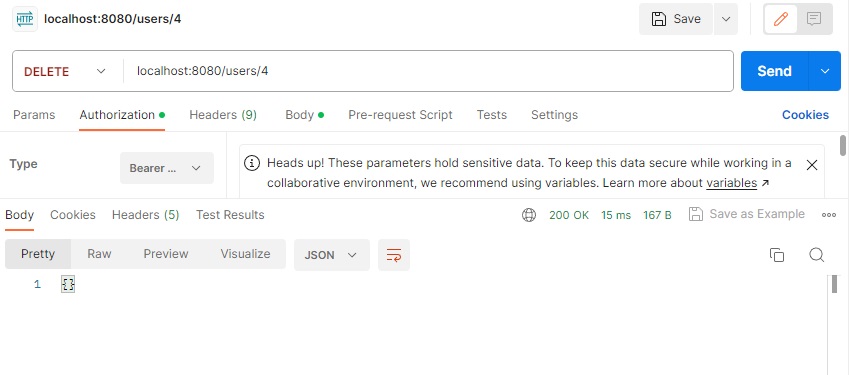 HTTP localhost:8080/users/4 Save
DELETE localhost:8080/users/4 Send
Params Authorization Headers (9) Body Pre-request Script Tests Settings Cookies
Type Bearer ... Heads up! These parameters hold sensitive data. To keep this data secure while working in a
collaborative environment, we recommend using variables. Learn more about variables ↗
Body Cookies Headers (5) Test Results 200 OK 15 ms 167 B Save as Example
Pretty Raw Preview Visualize JSON
1 {}